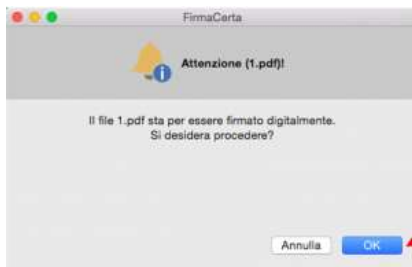 FirmaCerta
Attenzione (1.pdf)!
Il file 1.pdf sta per essere firmato digitalmente.
Si desidera procedere?
Annulla
OK